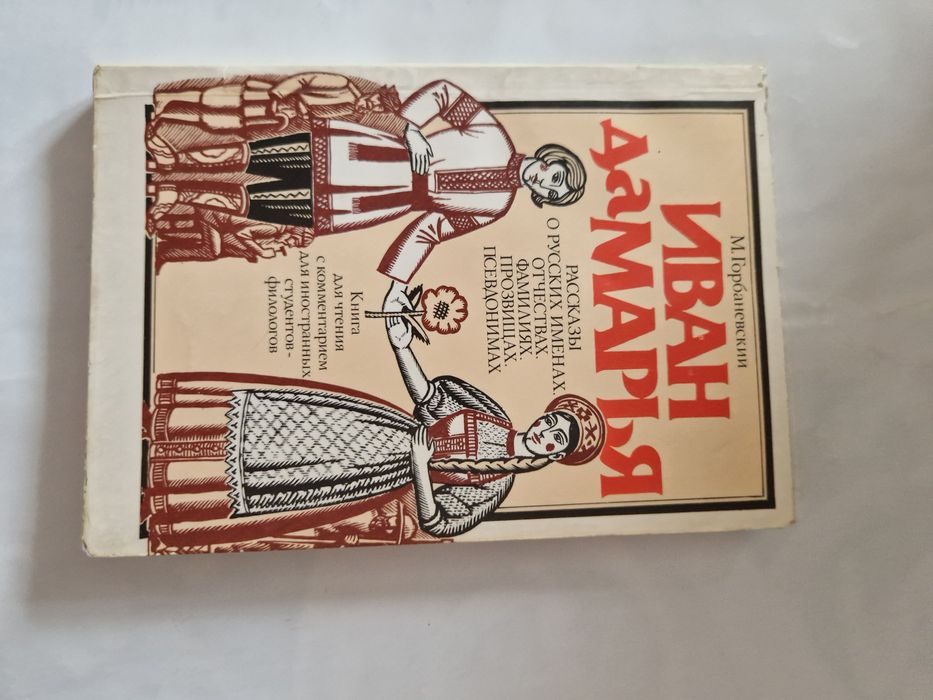 М. Горбаневский
ИВАН
да МАРЬЯ
РАССКАЗЫ
О РУССКИХ ИМЕНАХ.
ОТЧЕСТВАХ.
ФАМИЛИЯХ.
ПРОЗВИЩАХ.
ПСЕВДОНИМАХ
Книга
для чтения
с комментарием
для иностранных
студентов-
филологов